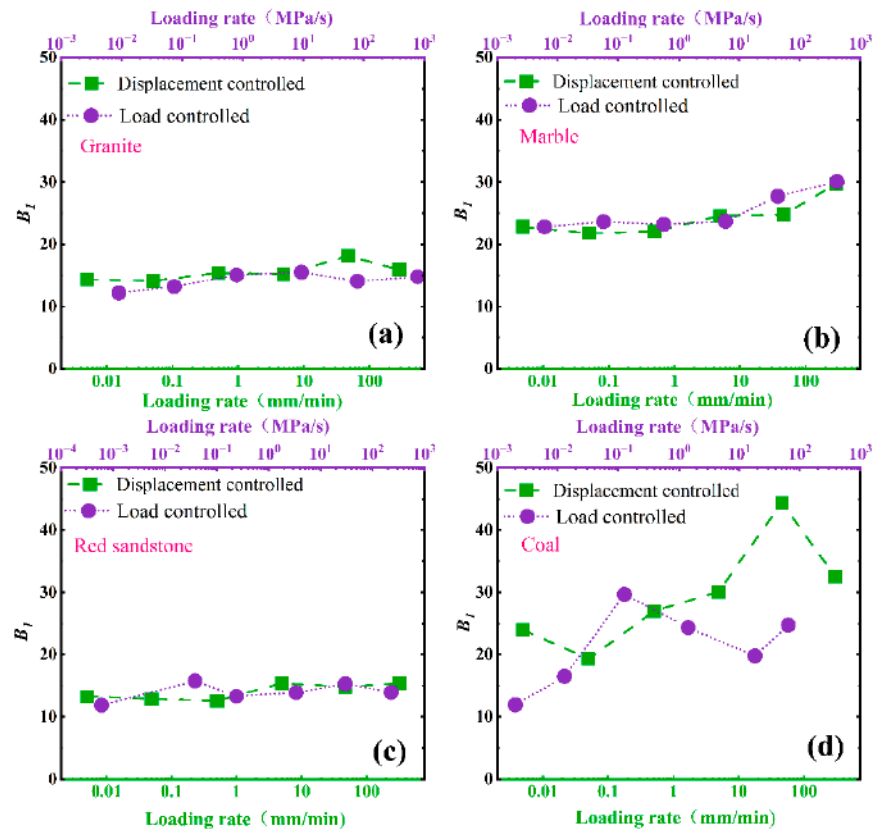 Loading rate（MPa/s）
10⁻³ 10⁻² 10⁻¹ 10⁰ 10¹ 10² 10³
50
40
30
20
10
0
B₁
Displacement controlled
Load controlled
Granite
(a)
0.01 0.1 1 10 100
Loading rate（mm/min）
Loading rate（MPa/s）
10⁻³ 10⁻² 10⁻¹ 10⁰ 10¹ 10² 10³
50
40
30
20
10
0
B₁
Displacement controlled
Load controlled
Marble
(b)
0.01 0.1 1 10 100
Loading rate（mm/min）
Loading rate（MPa/s）
10⁻⁴ 10⁻³ 10⁻² 10⁻¹ 10⁰ 10¹ 10² 10³
50
40
30
20
10
0
B₁
Displacement controlled
Load controlled
Red sandstone
(c)
0.01 0.1 1 10 100
Loading rate（mm/min）
Loading rate（MPa/s）
10⁻³ 10⁻² 10⁻¹ 10⁰ 10¹ 10² 10³
50
40
30
20
10
0
B₁
Displacement controlled
Load controlled
Coal
(d)
0.01 0.1 1 10 100
Loading rate（mm/min）